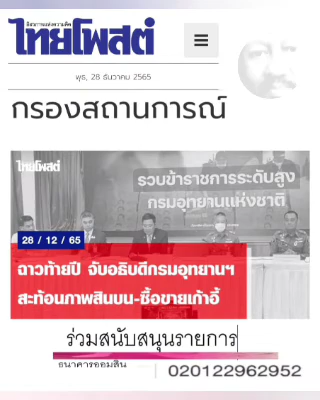 อิสรภาพแห่งความคิด
ไทยโพสต์
พุธ, 28 ธันวาคม 2565
กรองสถานการณ์
ไทยโพสต์
รวบข้าราชการระดับสูง
กรมอุทยานแห่งชาติ
28 / 12 / 65
ฉาวท้ายปี จับอธิบดีกรมอุทยานฯ
สะท้อนภาพสินบน-ซื้อขายเก้าอี้
ร่วมสนับสนุนรายการ
ธนาคารออมสิน
020122962952